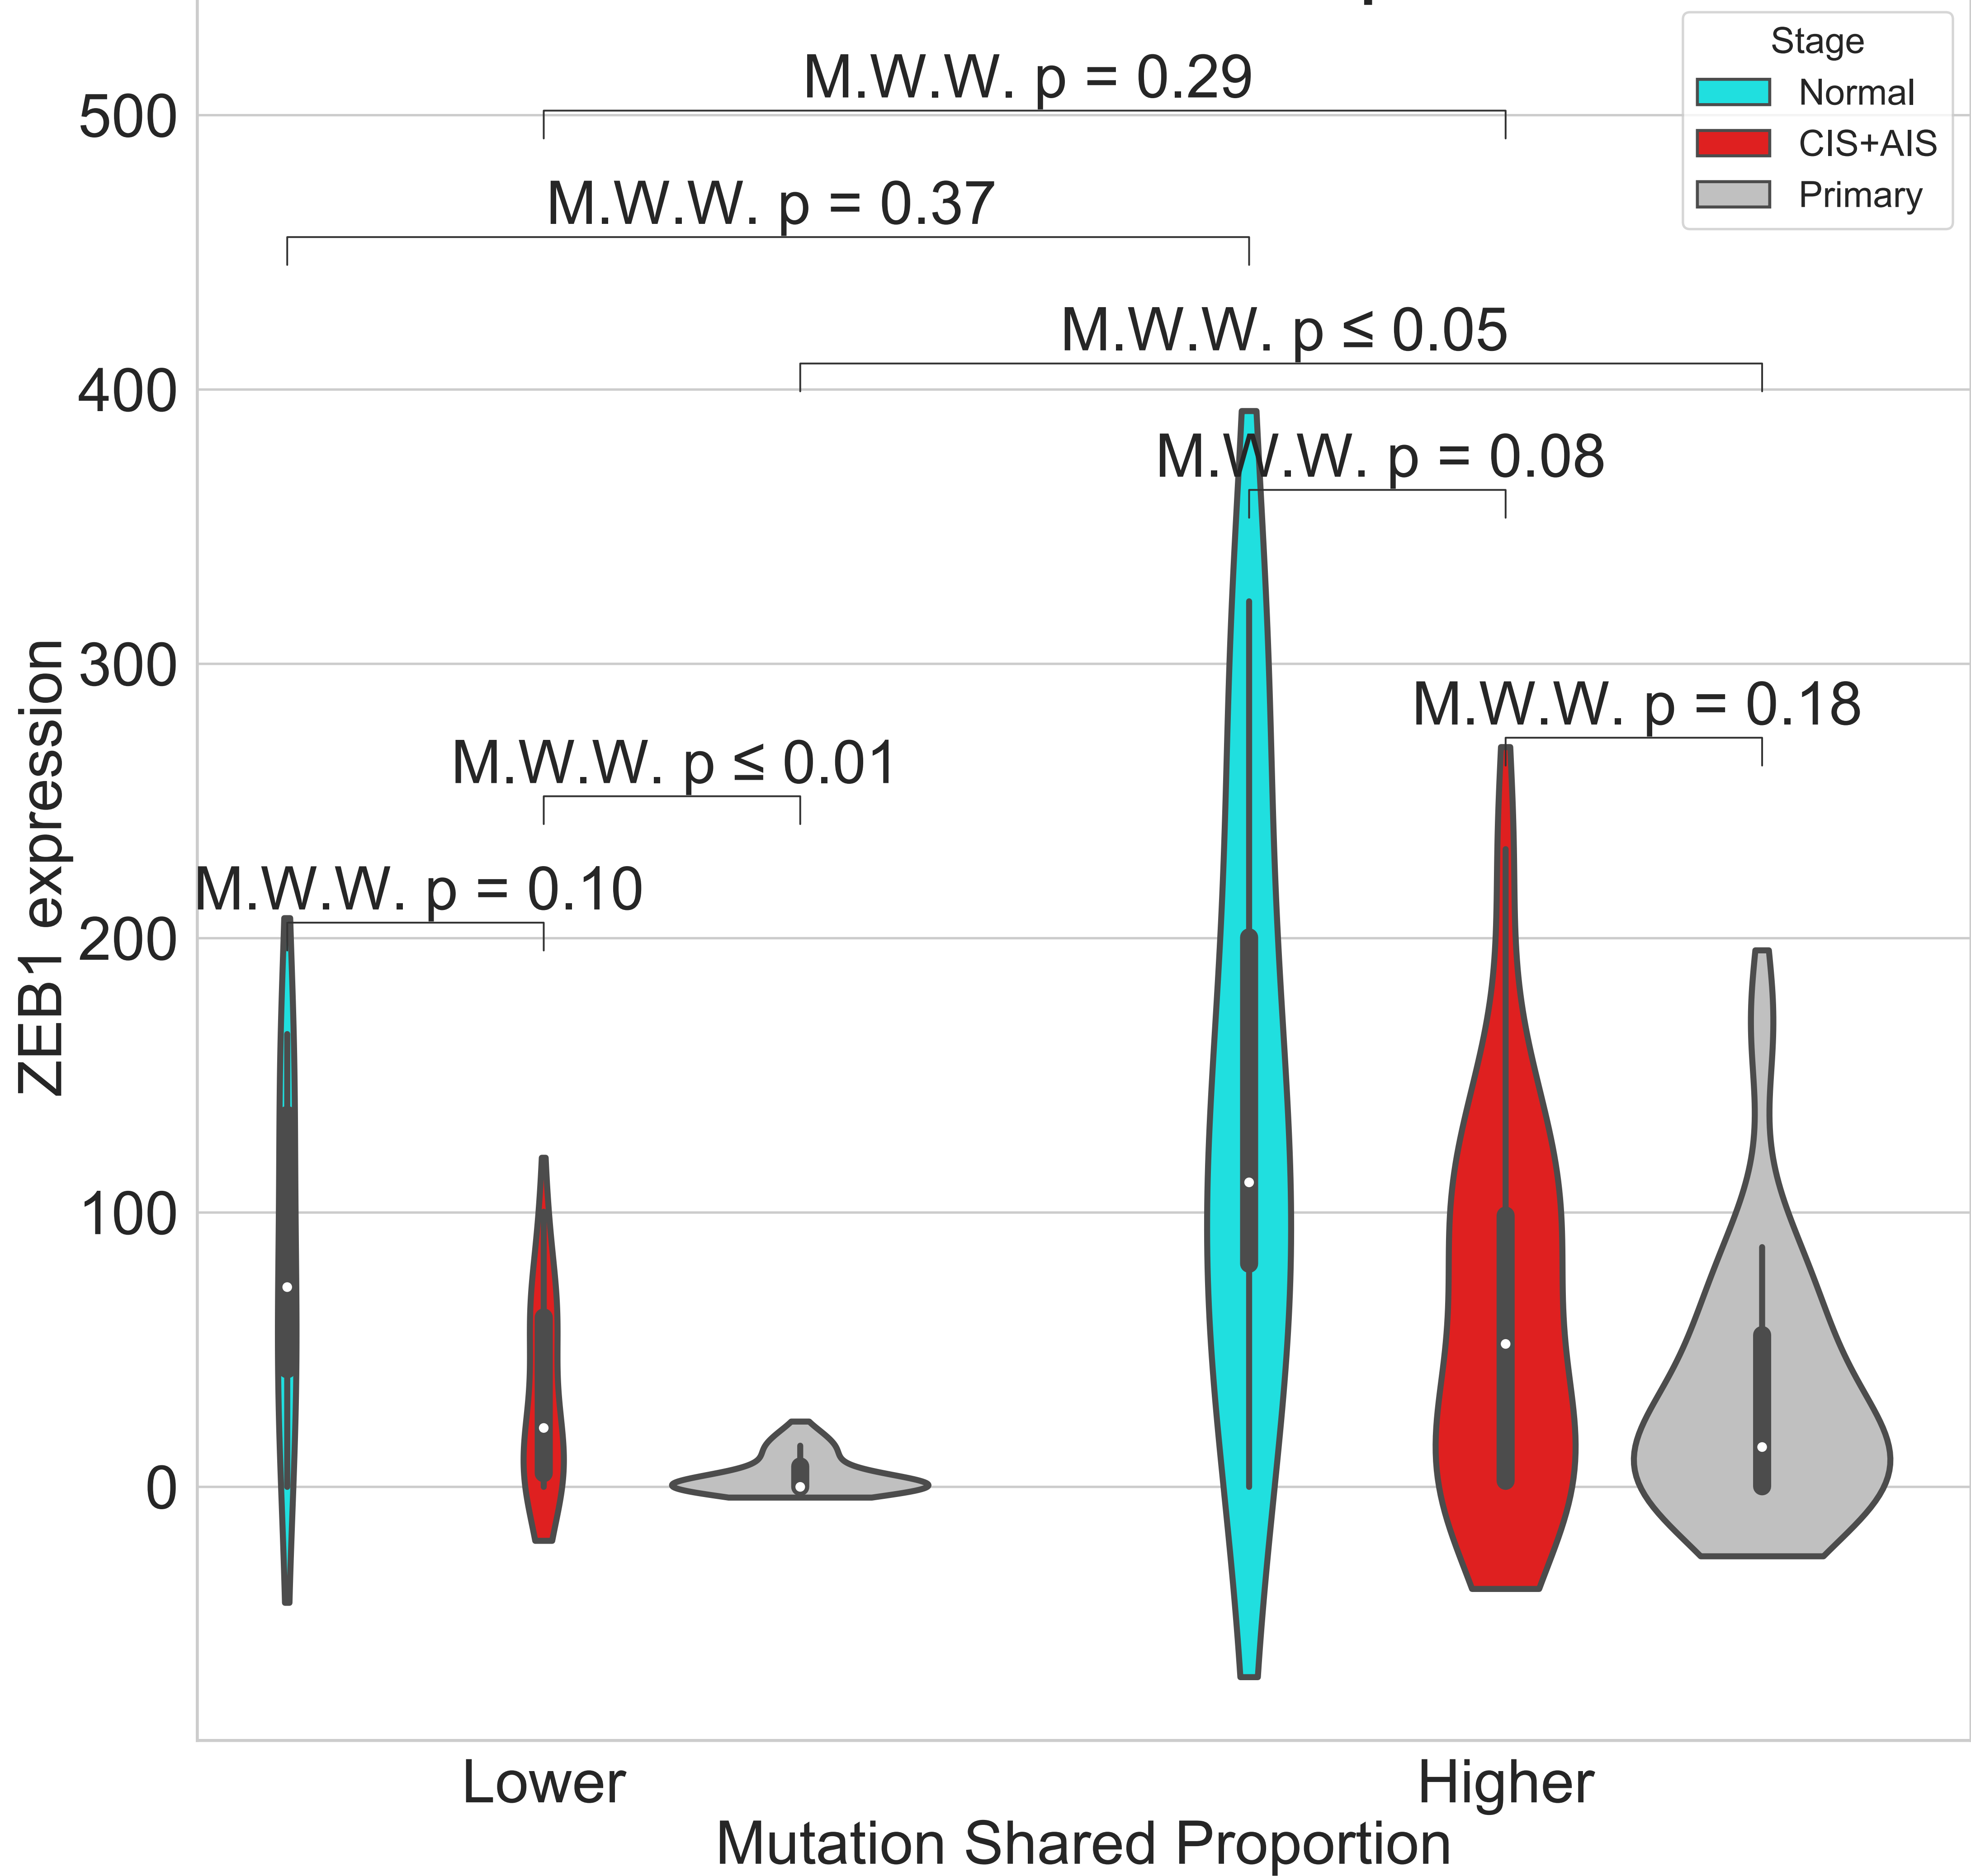 Stage
Normal
CIS+AIS
Primary
M.W.W. p = 0.29
M.W.W. p = 0.37
M.W.W. p ≤ 0.05
M.W.W. p = 0.08
M.W.W. p = 0.18
M.W.W. p ≤ 0.01
M.W.W. p = 0.10
500
400
300
200
100
0
ZEB1 expression
Lower
Higher
Mutation Shared Proportion